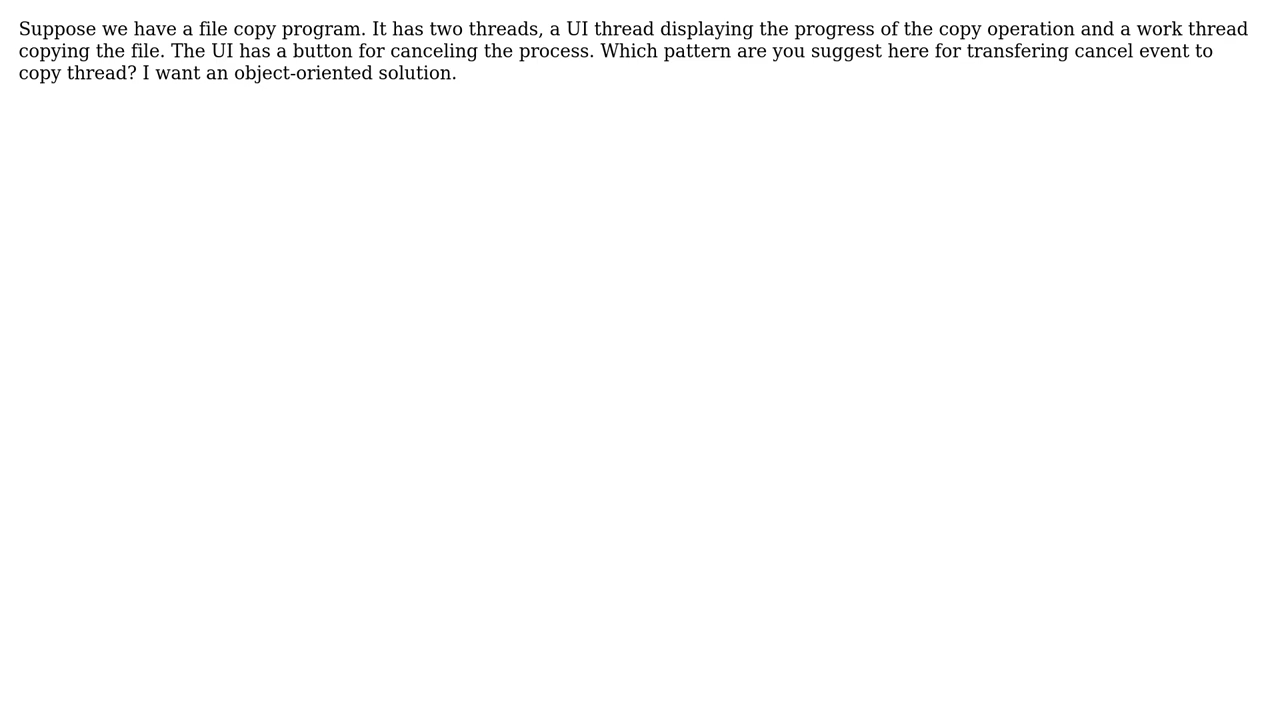 Suppose we have a file copy program. It has two threads, a UI thread displaying the progress of the copy operation and a work thread
copying the file. The UI has a button for canceling the process. Which pattern are you suggest here for transfering cancel event to
copy thread? I want an object-oriented solution.